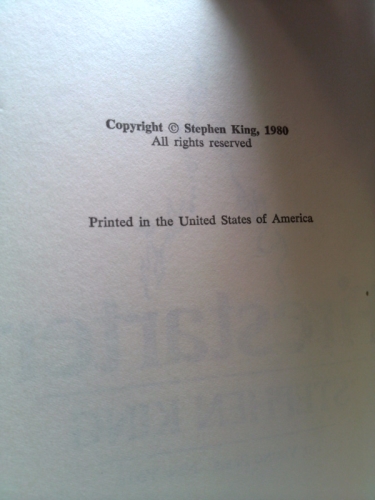 Copyright © Stephen King, 1980
All rights reserved
Printed in the United States of America